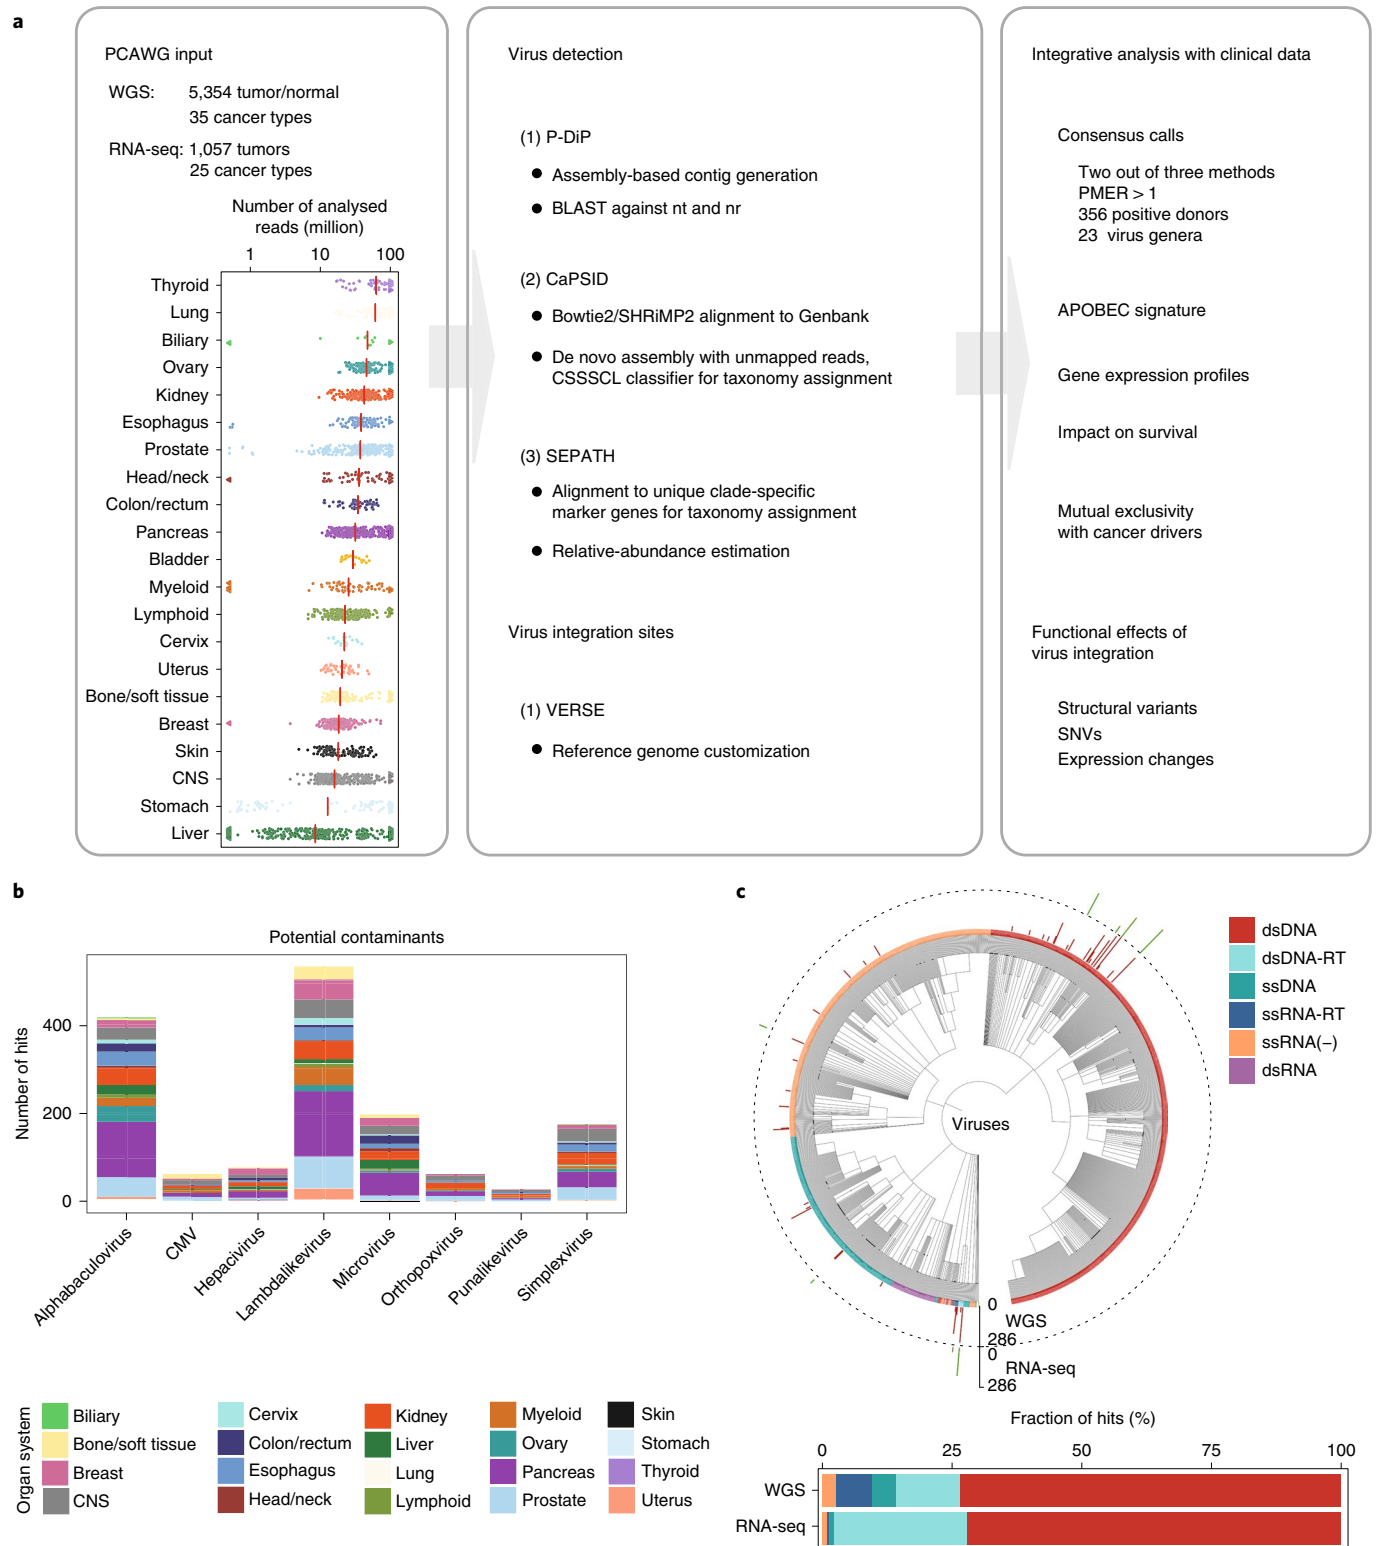 a
PCAWG input
WGS: 5,354 tumor/normal
35 cancer types
RNA-seq: 1,057 tumors
25 cancer types
Number of analysed
reads (million)
1 10 100
Thyroid
Lung
Biliary
Ovary
Kidney
Esophagus
Prostate
Head/neck
Colon/rectum
Pancreas
Bladder
Myeloid
Lymphoid
Cervix
Uterus
Bone/soft tissue
Breast
Skin
CNS
Stomach
Liver
Virus detection
(1) P-DiP
● Assembly-based contig generation
● BLAST against nt and nr
(2) CaPSID
● Bowtie2/SHRiMP2 alignment to Genbank
● De novo assembly with unmapped reads,
CSSSCL classifier for taxonomy assignment
(3) SEPATH
● Alignment to unique clade-specific
marker genes for taxonomy assignment
● Relative-abundance estimation
Virus integration sites
(1) VERSE
● Reference genome customization
Integrative analysis with clinical data
Consensus calls
Two out of three methods
PMER > 1
356 positive donors
23 virus genera
APOBEC signature
Gene expression profiles
Impact on survival
Mutual exclusivity
with cancer drivers
Functional effects of
virus integration
Structural variants
SNVs
Expression changes
b
Potential contaminants
Number of hits
400
200
0
Alphabaculovirus
CMV
Hepacivirus
Lambdalikevirus
Microvirus
Orthopoxvirus
Punalikevirus
Simplexvirus
Organ system
Biliary
Bone/soft tissue
Breast
CNS
Cervix
Colon/rectum
Esophagus
Head/neck
Kidney
Liver
Lung
Lymphoid
Myeloid
Ovary
Pancreas
Prostate
Skin
Stomach
Thyroid
Uterus
c
dsDNA
dsDNA-RT
ssDNA
ssRNA-RT
ssRNA(−)
dsRNA
Viruses
0
WGS
286
0
RNA-seq
286
Fraction of hits (%)
0 25 50 75 100
WGS
RNA-seq